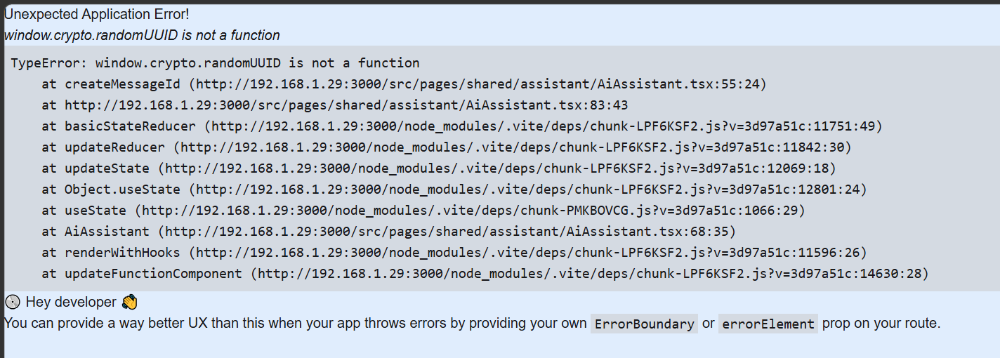 Unexpected Application Error!
window.crypto.randomUUID is not a function
TypeError: window.crypto.randomUUID is not a function
    at createMessageId (http://192.168.1.29:3000/src/pages/shared/assistant/AiAssistant.tsx:55:24)
    at http://192.168.1.29:3000/src/pages/shared/assistant/AiAssistant.tsx:83:43
    at basicStateReducer (http://192.168.1.29:3000/node_modules/.vite/deps/chunk-LPF6KSF2.js?v=3d97a51c:11751:49)
    at updateReducer (http://192.168.1.29:3000/node_modules/.vite/deps/chunk-LPF6KSF2.js?v=3d97a51c:11842:30)
    at updateState (http://192.168.1.29:3000/node_modules/.vite/deps/chunk-LPF6KSF2.js?v=3d97a51c:12069:18)
    at Object.useState (http://192.168.1.29:3000/node_modules/.vite/deps/chunk-LPF6KSF2.js?v=3d97a51c:12801:24)
    at useState (http://192.168.1.29:3000/node_modules/.vite/deps/chunk-PMKBOVCG.js?v=3d97a51c:1066:29)
    at AiAssistant (http://192.168.1.29:3000/src/pages/shared/assistant/AiAssistant.tsx:68:35)
    at renderWithHooks (http://192.168.1.29:3000/node_modules/.vite/deps/chunk-LPF6KSF2.js?v=3d97a51c:11596:26)
    at updateFunctionComponent (http://192.168.1.29:3000/node_modules/.vite/deps/chunk-LPF6KSF2.js?v=3d97a51c:14630:28)
💿 Hey developer 👋
You can provide a way better UX than this when your app throws errors by providing your own ErrorBoundary or errorElement prop on your route.